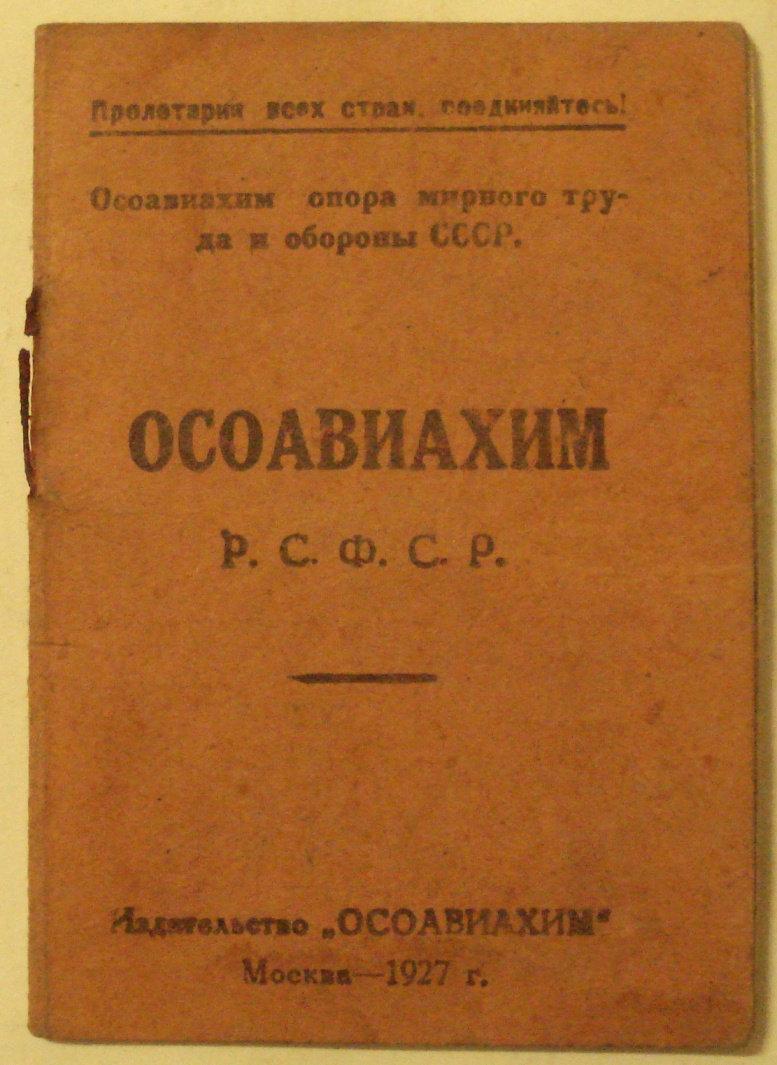 Пролетарии всех стран, соединяйтесь!
Осоавиахим опора мирного тру-
да и обороны СССР.
ОСОАВИАХИМ
Р. С. Ф. С. Р.
Издательство „ОСОАВИАХИМ“
Москва—1927 г.